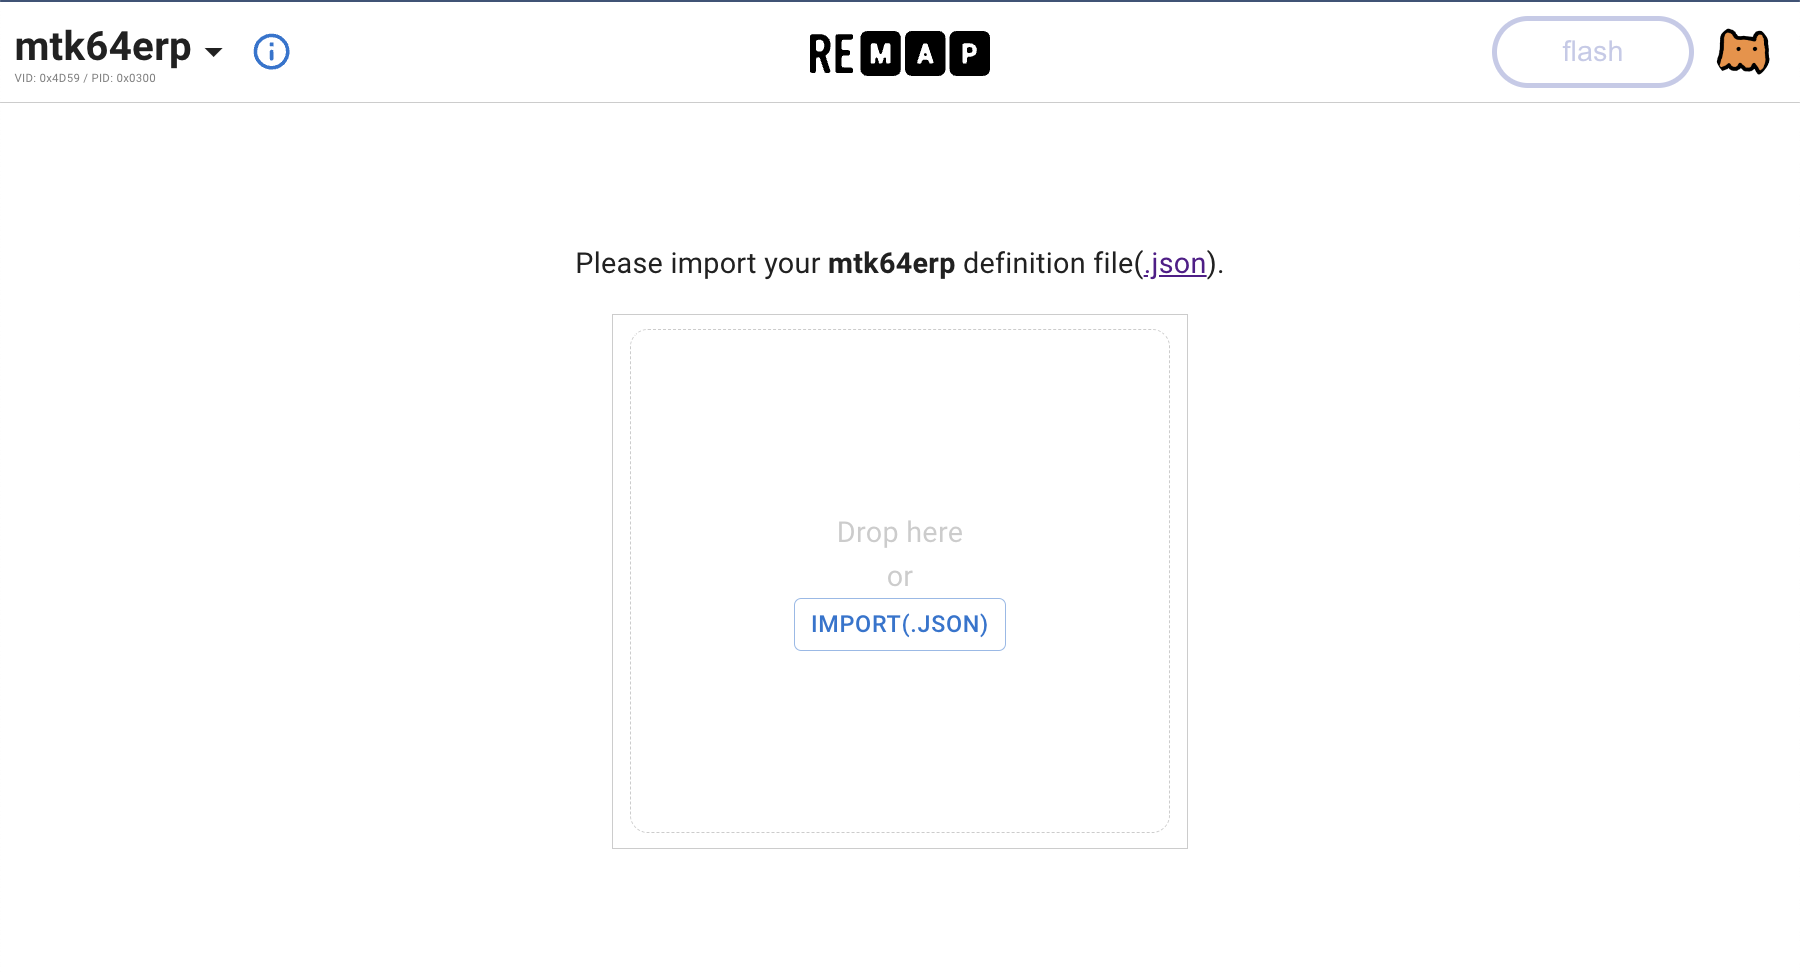 mtk64erp
VID: 0x4D59 / PID: 0x0300
REMAP
flash
Please import your mtk64erp definition file(.json).
Drop here
or
IMPORT(.JSON)